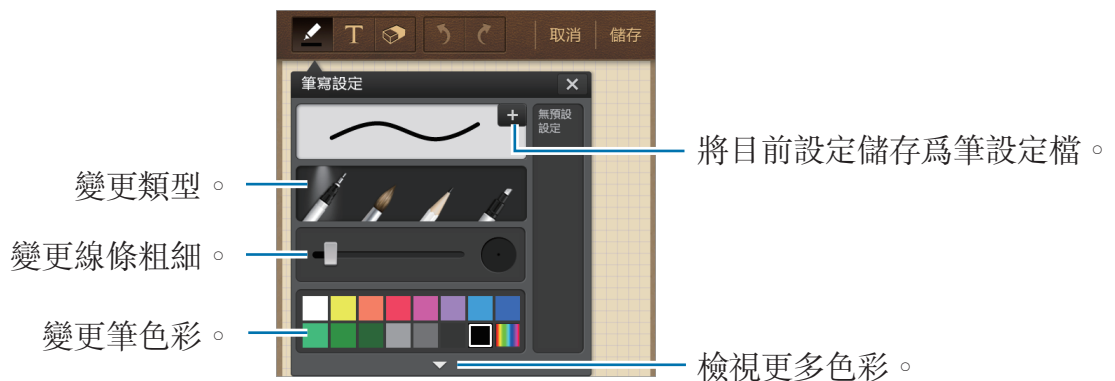 T
取消
儲存
筆寫設定
無預設
設定
將目前設定儲存爲筆設定檔。
變更類型。
變更線條粗細。
變更筆色彩。
檢視更多色彩。